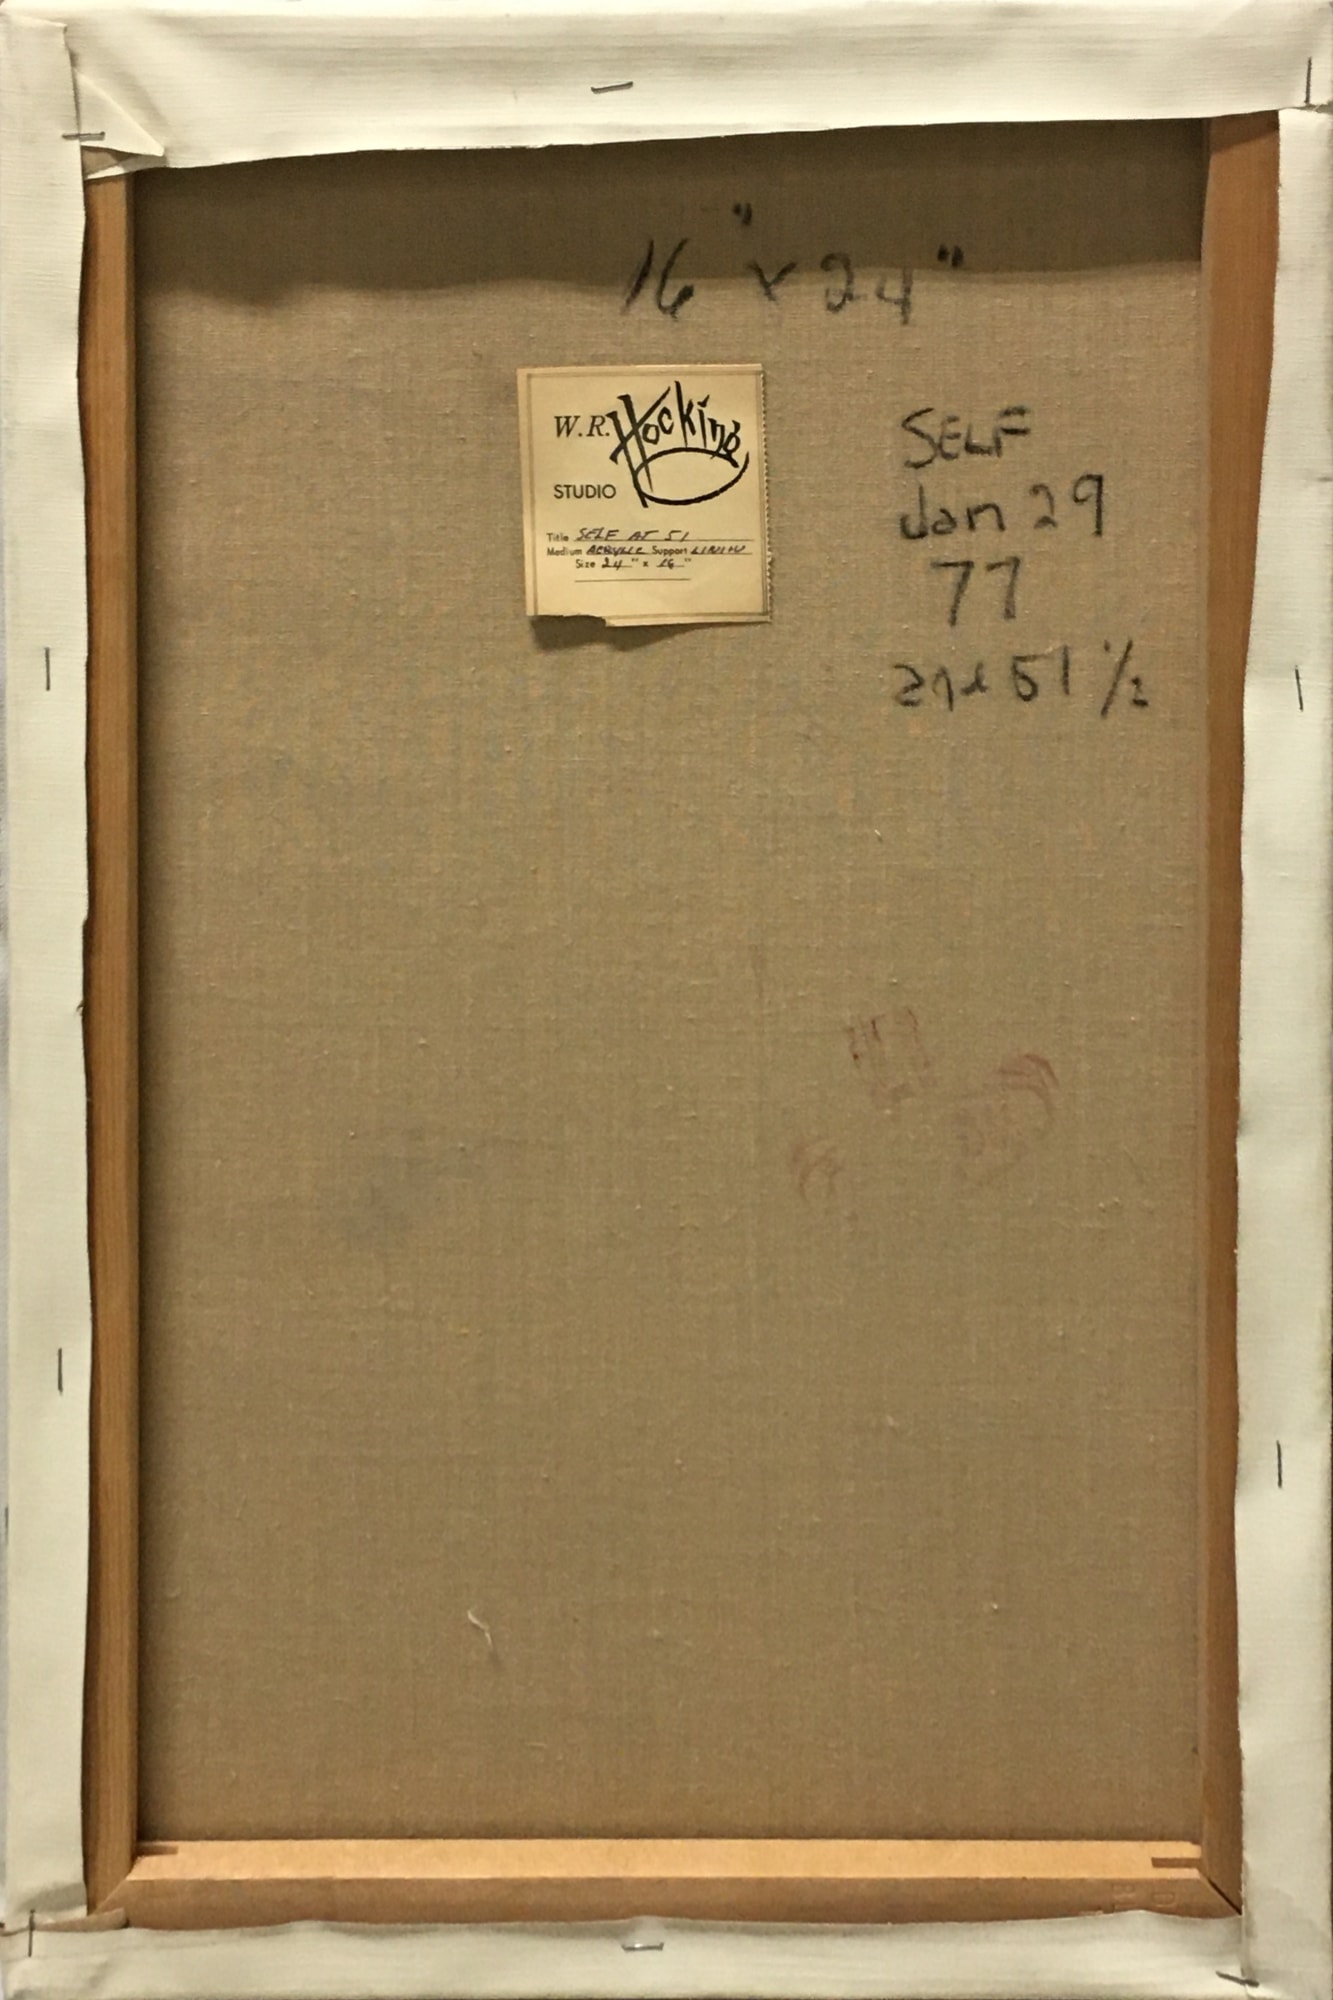 16" x 24"
W.R. Hocking
STUDIO
Title SELF AT 51
Medium ACRYLIC Support LINEN
Size 24" x 16"
SELF
Jan 29
77
age 51 1/2